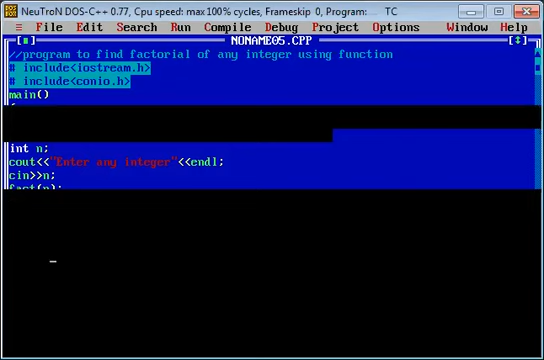 NeuTroN DOS-C++ 0.77, Cpu speed: max 100% cycles, Frameskip 0, Program: TC
≡ File Edit Search Run Compile Debug Project Options Window Help
NONAME05.CPP
//program to find factorial of any integer using function
# include<iostream.h>
# include<conio.h>
main()
int n;
cout<<"Enter any integer"<<endl;
cin>>n;
fact(n);